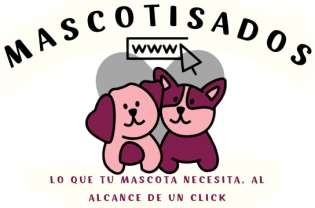 MASCOTISADOS
WWW
LO QUE TU MASCOTA NECESITA, AL
ALCANCE DE UN CLICK